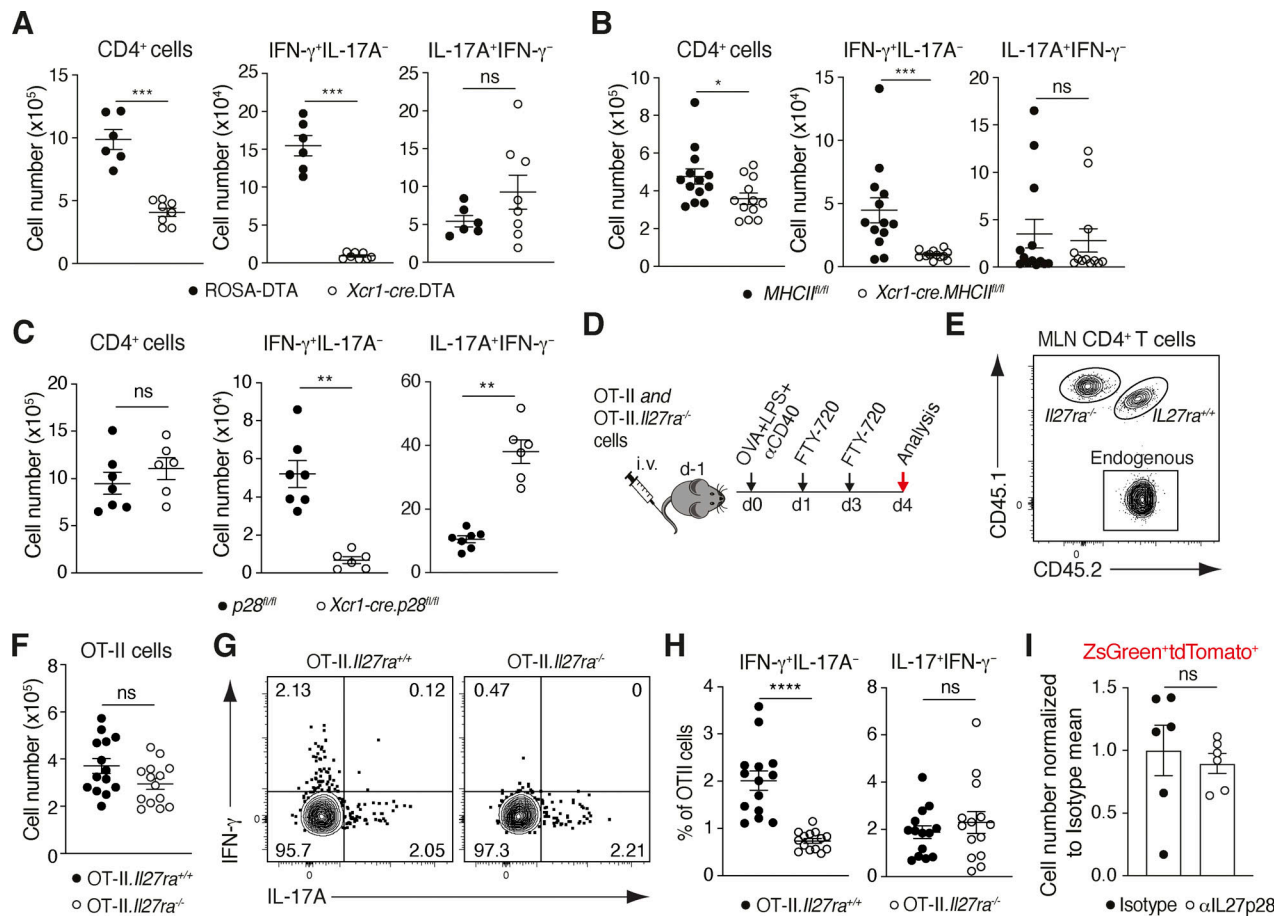 A
CD4⁺ cells
IFN-γ⁺IL-17A⁻
IL-17A⁺IFN-γ⁻
Cell number (x10⁵)
15
10
5
0
***
Cell number (x10⁴)
25
20
15
10
5
0
***
25
20
15
10
5
0
ns
● ROSA-DTA ○ Xcr1-cre.DTA
B
CD4⁺ cells
IFN-γ⁺IL-17A⁻
IL-17A⁺IFN-γ⁻
Cell number (x10⁵)
10
8
6
4
2
0
*
Cell number (x10⁴)
15
10
5
0
***
20
15
10
5
0
ns
● MHCII^fl/fl ○ Xcr1-cre.MHCII^fl/fl
C
CD4⁺ cells
IFN-γ⁺IL-17A⁻
IL-17A⁺IFN-γ⁻
Cell number (x10⁵)
20
15
10
5
0
ns
Cell number (x10⁴)
10
8
6
4
2
0
**
60
40
20
0
**
● p28^fl/fl ○ Xcr1-cre.p28^fl/fl
D
OT-II and
OT-II.Il27ra⁻/⁻
cells
i.v.
d-1
OVA+LPS+
αCD40
FTY-720
FTY-720
Analysis
d0
d1
d3
d4
E
MLN CD4⁺ T cells
Il27ra⁻/⁻
IL27ra⁺/⁺
Endogenous
CD45.1
0
0
CD45.2
F
OT-II cells
Cell number (x10⁵)
8
6
4
2
0
ns
● OT-II.Il27ra⁺/⁺
○ OT-II.Il27ra⁻/⁻
G
OT-II.Il27ra⁺/⁺
OT-II.Il27ra⁻/⁻
2.13
0.12
95.7
2.05
0.47
0
97.3
2.21
IFN-γ
0
0
0
IL-17A
H
IFN-γ⁺IL-17A⁻
IL-17⁺IFN-γ⁻
% of OTII cells
4
3
2
1
0
****
8
6
4
2
0
ns
● OT-II.Il27ra⁺/⁺ ○ OT-II.Il27ra⁻/⁻
I
ZsGreen⁺tdTomato⁺
Cell number normalized
to Isotype mean
1.5
1.0
0.5
0.0
ns
● Isotype ○ αIL27p28